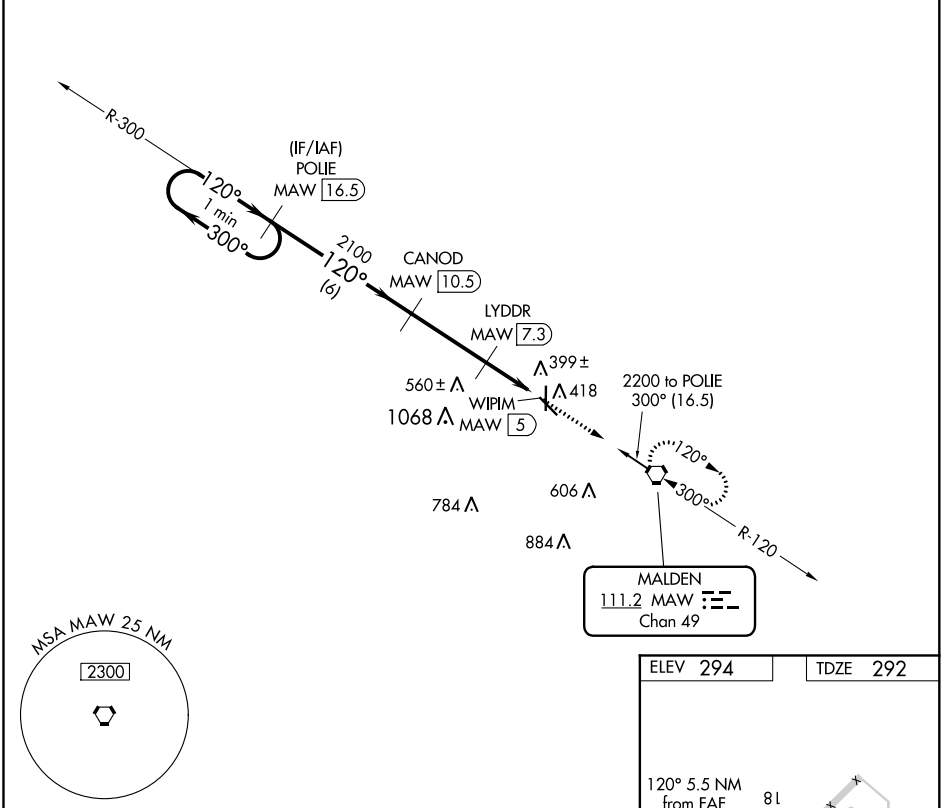 R-300
(IF/IAF)
POLIE
MAW 16.5
120°
1 min
300°
2100
120°
(6)
CANOD
MAW 10.5
LYDDR
MAW 7.3
399±
560±
418
WIPIM
MAW 5
1068
2200 to POLIE
300° (16.5)
120°
300°
784
606
884
R-120
MALDEN
111.2 MAW
Chan 49
MSA MAW 25 NM
2300
ELEV 294
TDZE 292
120° 5.5 NM
from FAF
18